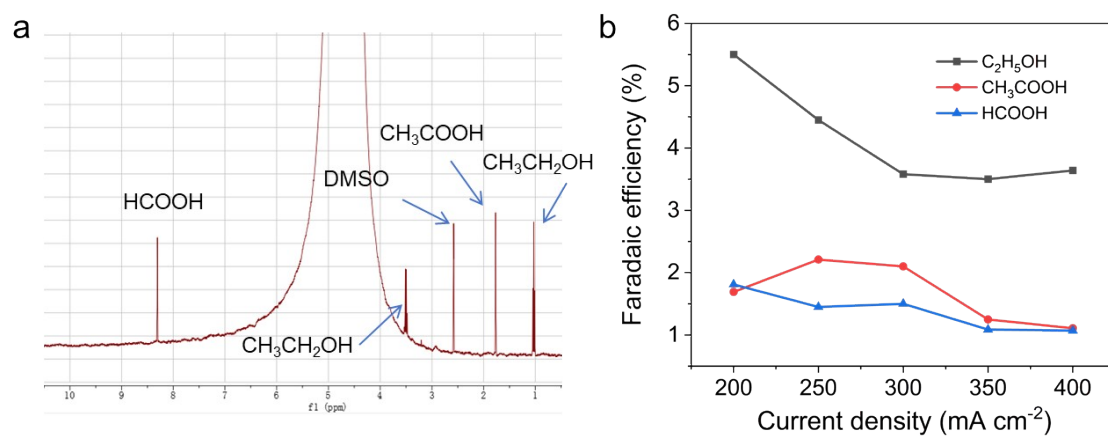 a
HCOOH
DMSO
CH₃COOH
CH₃CH₂OH
CH₃CH₂OH
10 9 8 7 6 5 4 3 2 1
f1 (ppm)
b
Faradaic efficiency (%)
6
5
4
3
2
1
C₂H₅OH
CH₃COOH
HCOOH
200 250 300 350 400
Current density (mA cm⁻²)